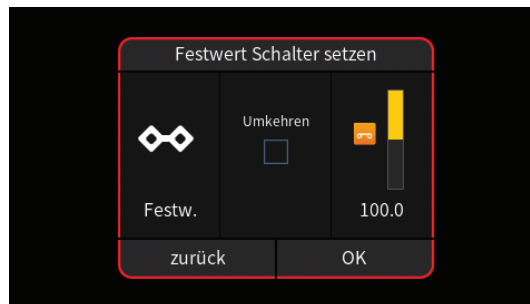 Festwert Schalter setzen
Umkehren
Festw.
100.0
zurück
OK